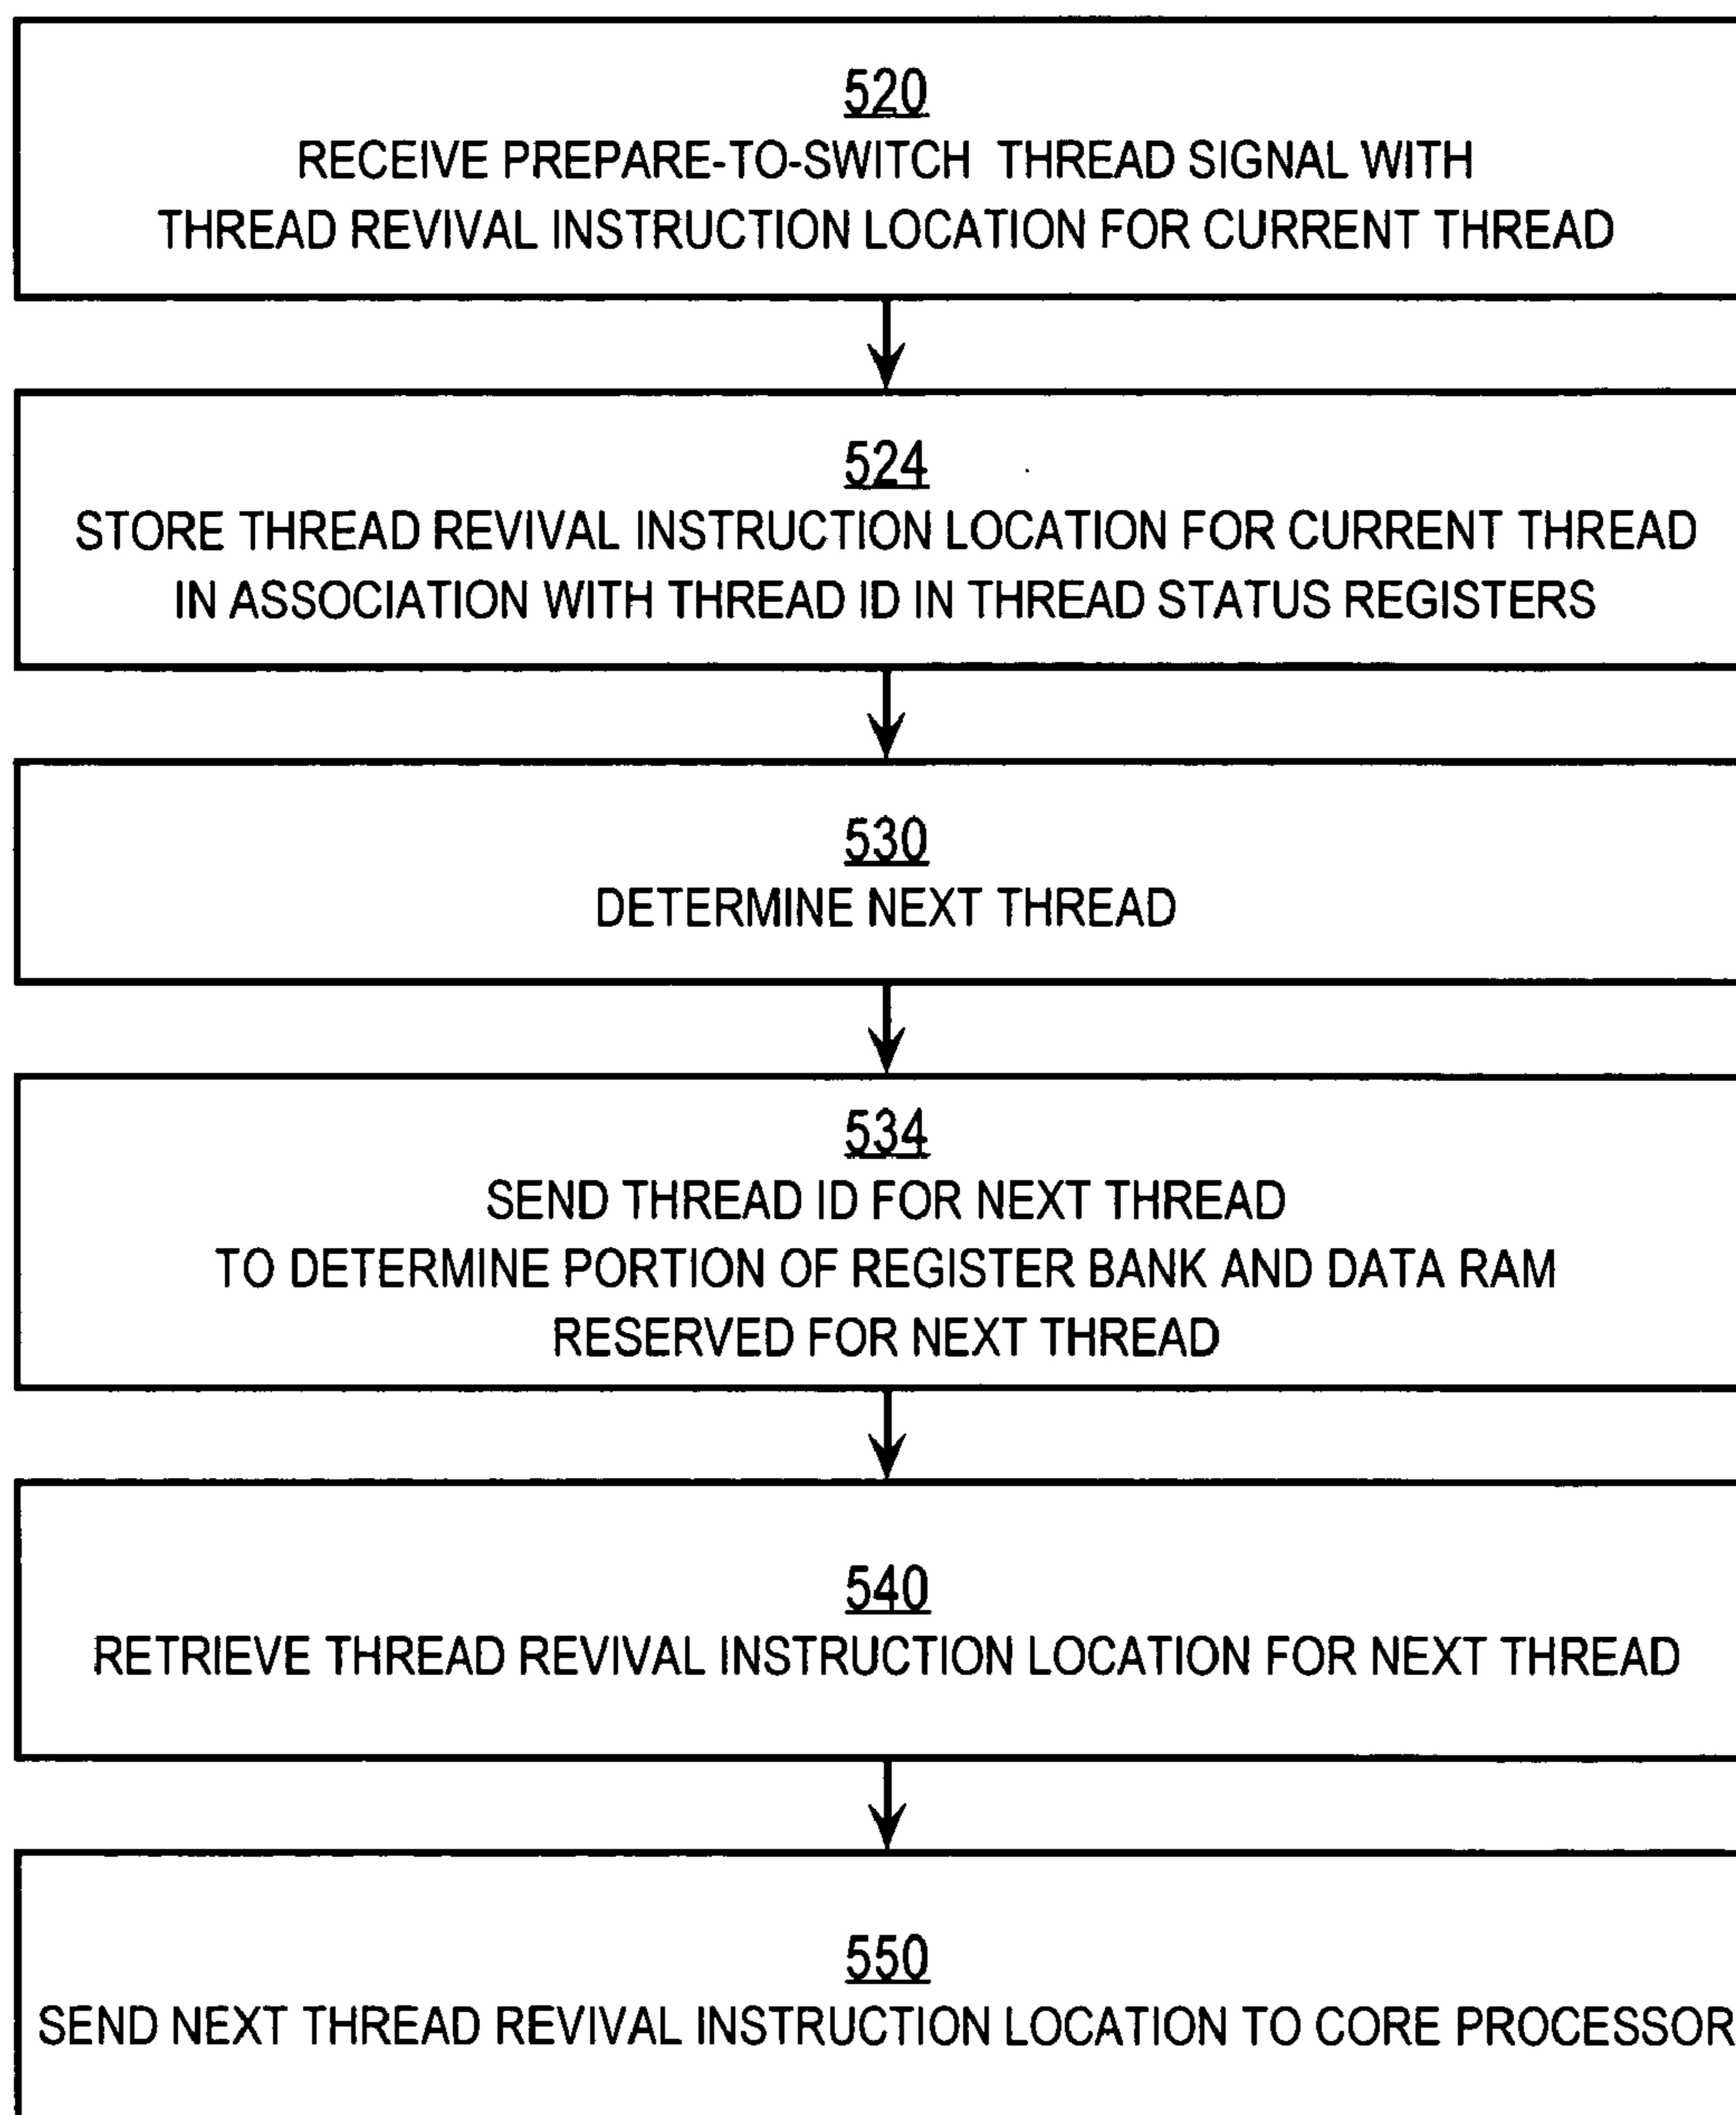 520
RECEIVE PREPARE-TO-SWITCH THREAD SIGNAL WITH
THREAD REVIVAL INSTRUCTION LOCATION FOR CURRENT THREAD
524
STORE THREAD REVIVAL INSTRUCTION LOCATION FOR CURRENT THREAD
IN ASSOCIATION WITH THREAD ID IN THREAD STATUS REGISTERS
530
DETERMINE NEXT THREAD
534
SEND THREAD ID FOR NEXT THREAD
TO DETERMINE PORTION OF REGISTER BANK AND DATA RAM
RESERVED FOR NEXT THREAD
540
RETRIEVE THREAD REVIVAL INSTRUCTION LOCATION FOR NEXT THREAD
550
SEND NEXT THREAD REVIVAL INSTRUCTION LOCATION TO CORE PROCESSOR